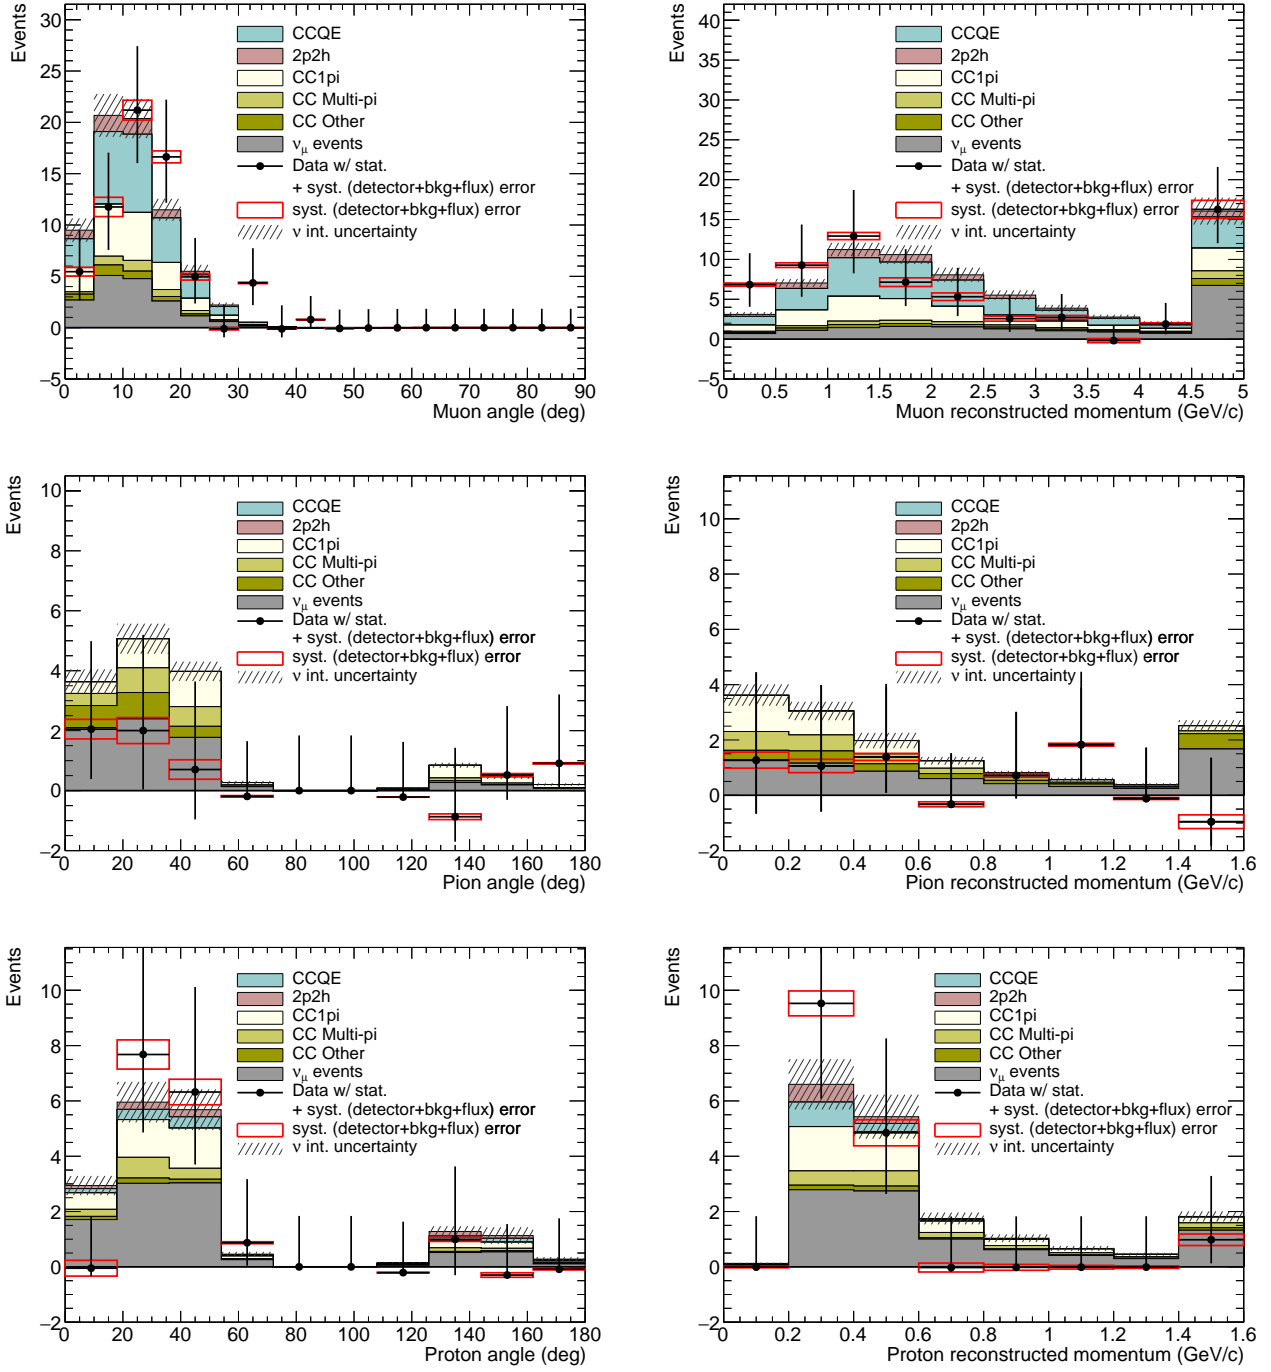 Events
30
25
20
15
10
5
0
−5
CCQE
2p2h
CC1pi
CC Multi-pi
CC Other
νμ events
Data w/ stat.
+ syst. (detector+bkg+flux) error
syst. (detector+bkg+flux) error
ν int. uncertainty
0 10 20 30 40 50 60 70 80 90
Muon angle (deg)
Events
40
35
30
25
20
15
10
5
0
−5
CCQE
2p2h
CC1pi
CC Multi-pi
CC Other
νμ events
Data w/ stat.
+ syst. (detector+bkg+flux) error
syst. (detector+bkg+flux) error
ν int. uncertainty
0 0.5 1 1.5 2 2.5 3 3.5 4 4.5 5
Muon reconstructed momentum (GeV/c)
Events
10
8
6
4
2
0
−2
CCQE
2p2h
CC1pi
CC Multi-pi
CC Other
νμ events
Data w/ stat.
+ syst. (detector+bkg+flux) error
syst. (detector+bkg+flux) error
ν int. uncertainty
0 20 40 60 80 100 120 140 160 180
Pion angle (deg)
Events
10
8
6
4
2
0
−2
CCQE
2p2h
CC1pi
CC Multi-pi
CC Other
νμ events
Data w/ stat.
+ syst. (detector+bkg+flux) error
syst. (detector+bkg+flux) error
ν int. uncertainty
0 0.2 0.4 0.6 0.8 1 1.2 1.4 1.6
Pion reconstructed momentum (GeV/c)
Events
10
8
6
4
2
0
−2
CCQE
2p2h
CC1pi
CC Multi-pi
CC Other
νμ events
Data w/ stat.
+ syst. (detector+bkg+flux) error
syst. (detector+bkg+flux) error
ν int. uncertainty
0 20 40 60 80 100 120 140 160 180
Proton angle (deg)
Events
10
8
6
4
2
0
−2
CCQE
2p2h
CC1pi
CC Multi-pi
CC Other
νμ events
Data w/ stat.
+ syst. (detector+bkg+flux) error
syst. (detector+bkg+flux) error
ν int. uncertainty
0 0.2 0.4 0.6 0.8 1 1.2 1.4 1.6
Proton reconstructed momentum (GeV/c)